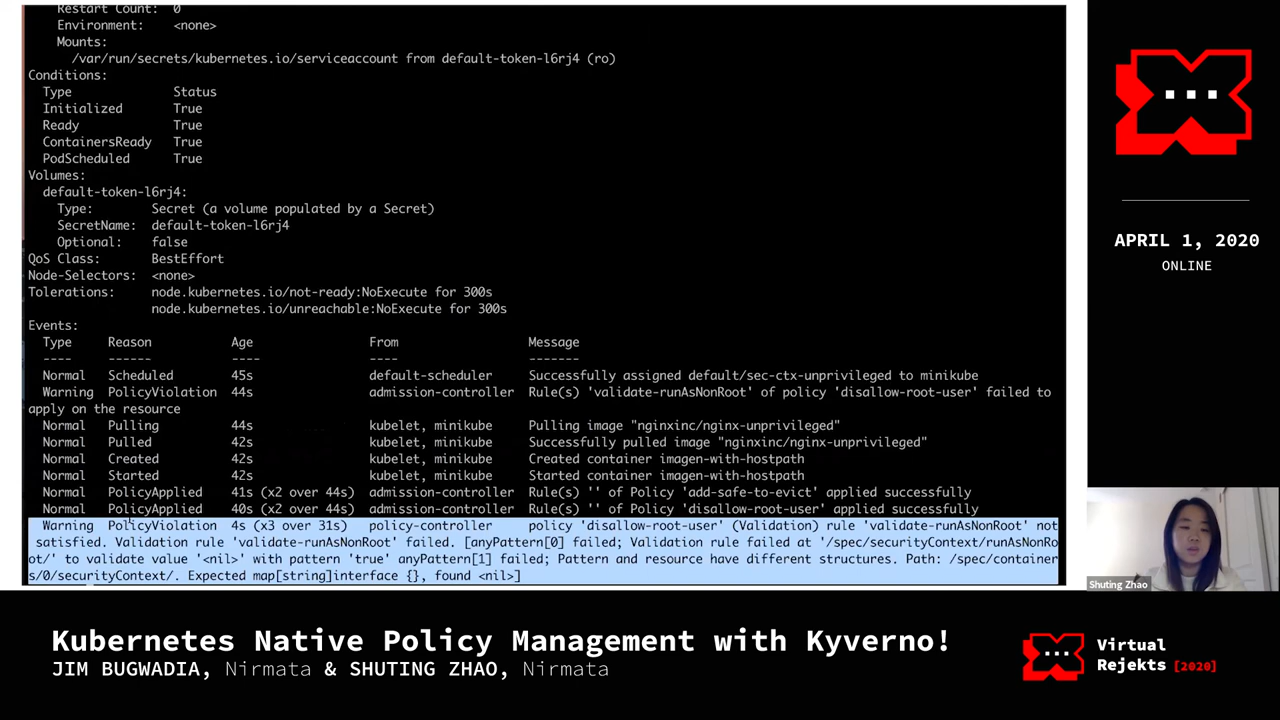 Restart Count: 0
Environment: <none>
Mounts:
/var/run/secrets/kubernetes.io/serviceaccount from default-token-l6rj4 (ro)
Conditions:
Type Status
Initialized True
Ready True
ContainersReady True
PodScheduled True
Volumes:
default-token-l6rj4:
Type: Secret (a volume populated by a Secret)
SecretName: default-token-l6rj4
Optional: false
QoS Class: BestEffort
Node-Selectors: <none>
Tolerations: node.kubernetes.io/not-ready:NoExecute for 300s
node.kubernetes.io/unreachable:NoExecute for 300s
Events:
Type Reason Age From Message
---- ------ ---- ---- -------
Normal Scheduled 45s default-scheduler Successfully assigned default/sec-ctx-unprivileged to minikube
Warning PolicyViolation 44s admission-controller Rule(s) 'validate-runAsNonRoot' of policy 'disallow-root-user' failed to
apply on the resource
Normal Pulling 44s kubelet, minikube Pulling image "nginxinc/nginx-unprivileged"
Normal Pulled 42s kubelet, minikube Successfully pulled image "nginxinc/nginx-unprivileged"
Normal Created 42s kubelet, minikube Created container imagen-with-hostpath
Normal Started 42s kubelet, minikube Started container imagen-with-hostpath
Normal PolicyApplied 41s (x2 over 44s) admission-controller Rule(s) '' of Policy 'add-safe-to-evict' applied successfully
Normal PolicyApplied 40s (x2 over 44s) admission-controller Rule(s) '' of Policy 'disallow-root-user' applied successfully
Warning PolicyViolation 4s (x3 over 31s) policy-controller policy 'disallow-root-user' (Validation) rule 'validate-runAsNonRoot' not
satisfied. Validation rule 'validate-runAsNonRoot' failed. [anyPattern[0] failed; Validation rule failed at '/spec/securityContext/runAsNonRo
ot/' to validate value '<nil>' with pattern 'true' anyPattern[1] failed; Pattern and resource have different structures. Path: /spec/container
s/0/securityContext/. Expected map[string]interface {}, found <nil>]
APRIL 1, 2020
ONLINE
Shuting Zhao
Kubernetes Native Policy Management with Kyverno!
JIM BUGWADIA, Nirmata & SHUTING ZHAO, Nirmata
Virtual
Rejekts [2020]